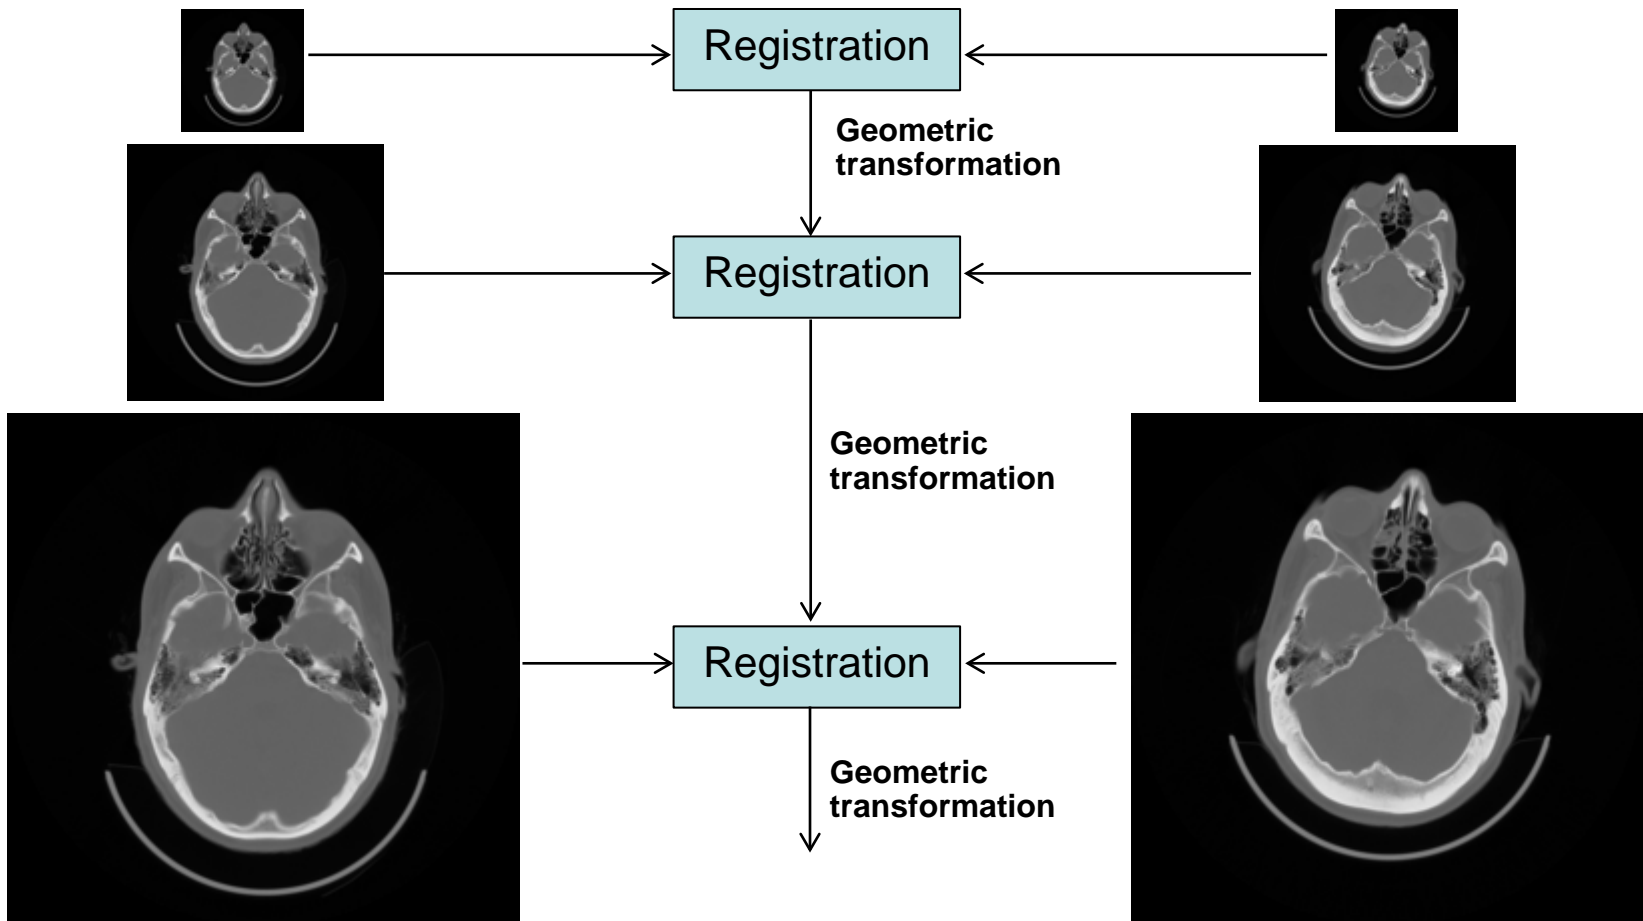 Registration
Geometric
transformation
Registration
Geometric
transformation
Registration
Geometric
transformation